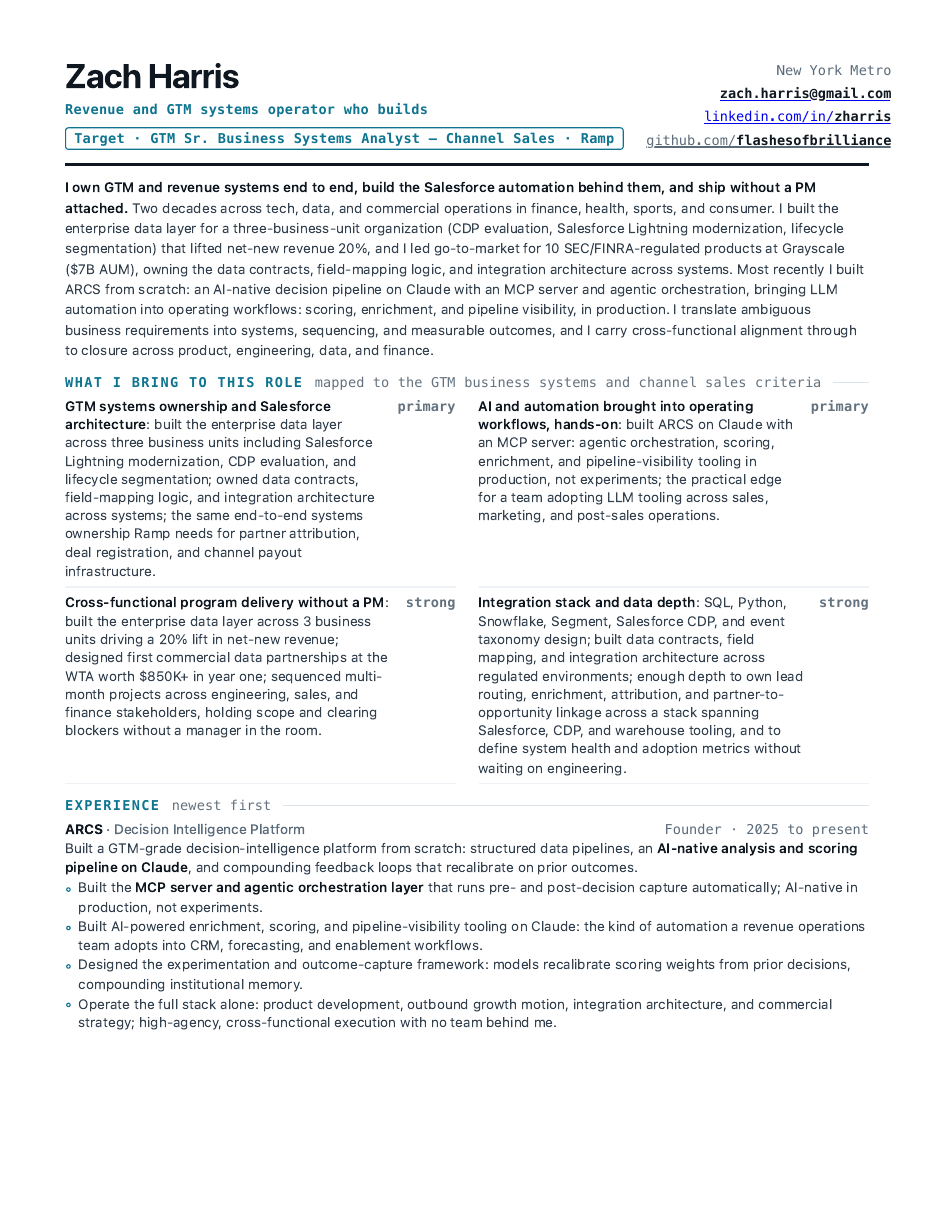 Zach Harris
Revenue and GTM systems operator who builds
Target · GTM Sr. Business Systems Analyst — Channel Sales · Ramp
New York Metro
zach.harris@gmail.com
linkedin.com/in/zharris
github.com/flashesofbrilliance
I own GTM and revenue systems end to end, build the Salesforce automation behind them, and ship without a PM
attached. Two decades across tech, data, and commercial operations in finance, health, sports, and consumer. I built the
enterprise data layer for a three-business-unit organization (CDP evaluation, Salesforce Lightning modernization, lifecycle
segmentation) that lifted net-new revenue 20%, and I led go-to-market for 10 SEC/FINRA-regulated products at Grayscale
($7B AUM), owning the data contracts, field-mapping logic, and integration architecture across systems. Most recently I built
ARCS from scratch: an AI-native decision pipeline on Claude with an MCP server and agentic orchestration, bringing LLM
automation into operating workflows: scoring, enrichment, and pipeline visibility, in production. I translate ambiguous
business requirements into systems, sequencing, and measurable outcomes, and I carry cross-functional alignment through
to closure across product, engineering, data, and finance.
WHAT I BRING TO THIS ROLE mapped to the GTM business systems and channel sales criteria
GTM systems ownership and Salesforce primary
architecture: built the enterprise data layer
across three business units including Salesforce
Lightning modernization, CDP evaluation, and
lifecycle segmentation; owned data contracts,
field-mapping logic, and integration architecture
across systems; the same end-to-end systems
ownership Ramp needs for partner attribution,
deal registration, and channel payout
infrastructure.
AI and automation brought into operating primary
workflows, hands-on: built ARCS on Claude with
an MCP server: agentic orchestration, scoring,
enrichment, and pipeline-visibility tooling in
production, not experiments; the practical edge
for a team adopting LLM tooling across sales,
marketing, and post-sales operations.
Cross-functional program delivery without a PM: strong
built the enterprise data layer across 3 business
units driving a 20% lift in net-new revenue;
designed first commercial data partnerships at the
WTA worth $850K+ in year one; sequenced multi-
month projects across engineering, sales, and
finance stakeholders, holding scope and clearing
blockers without a manager in the room.
Integration stack and data depth: SQL, Python, strong
Snowflake, Segment, Salesforce CDP, and event
taxonomy design; built data contracts, field
mapping, and integration architecture across
regulated environments; enough depth to own lead
routing, enrichment, attribution, and partner-to-
opportunity linkage across a stack spanning
Salesforce, CDP, and warehouse tooling, and to
define system health and adoption metrics without
waiting on engineering.
EXPERIENCE newest first
ARCS · Decision Intelligence Platform Founder · 2025 to present
Built a GTM-grade decision-intelligence platform from scratch: structured data pipelines, an AI-native analysis and scoring
pipeline on Claude, and compounding feedback loops that recalibrate on prior outcomes.
Built the MCP server and agentic orchestration layer that runs pre- and post-decision capture automatically; AI-native in
production, not experiments.
Built AI-powered enrichment, scoring, and pipeline-visibility tooling on Claude: the kind of automation a revenue operations
team adopts into CRM, forecasting, and enablement workflows.
Designed the experimentation and outcome-capture framework: models recalibrate scoring weights from prior decisions,
compounding institutional memory.
Operate the full stack alone: product development, outbound growth motion, integration architecture, and commercial
strategy; high-agency, cross-functional execution with no team behind me.